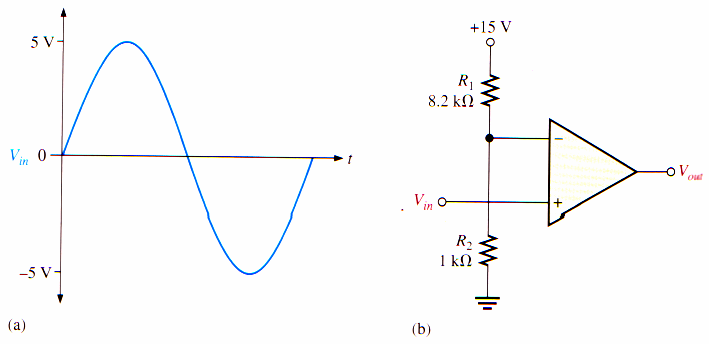 5 V
V_in 0
t
–5 V
(a)
+15 V
R₁
8.2 kΩ
–
V_out
V_in
+
R₂
1 kΩ
(b)